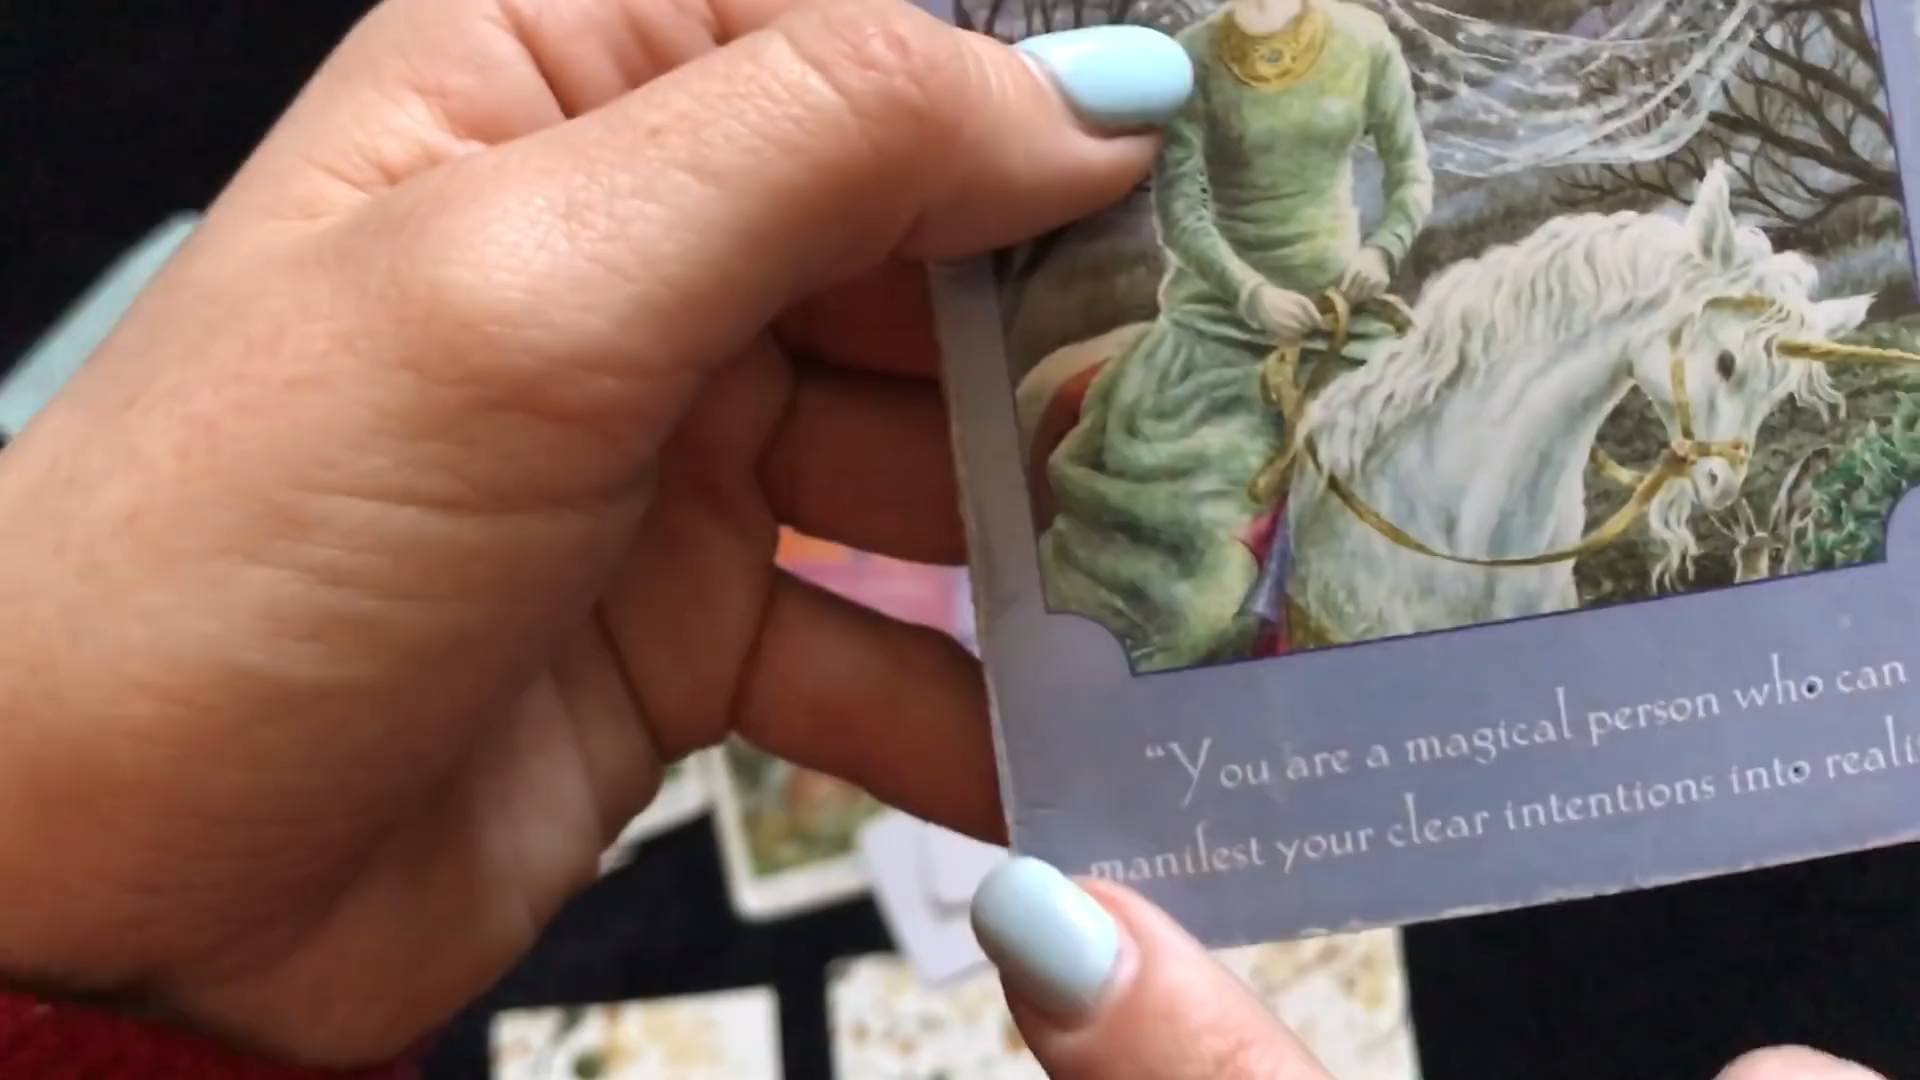 “You are a magical person who can
manifest your clear intentions into reali